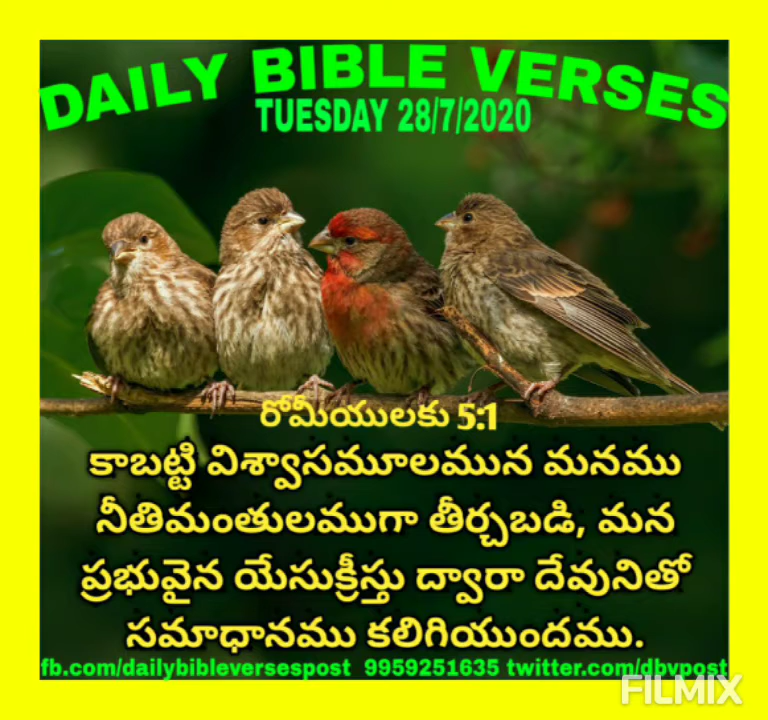 DAILY BIBLE VERSES
TUESDAY 28/7/2020
రోమీయులకు 5:1
కాబట్టి విశ్వాసమూలమున మనము
నీతిమంతులముగా తీర్చబడి, మన
ప్రభువైన యేసుక్రీస్తు ద్వారా దేవునితో
సమాధానము కలిగియుందము.
fb.com/dailybibleversespost 9959251635 twitter.com/dbvpost
FILMIX